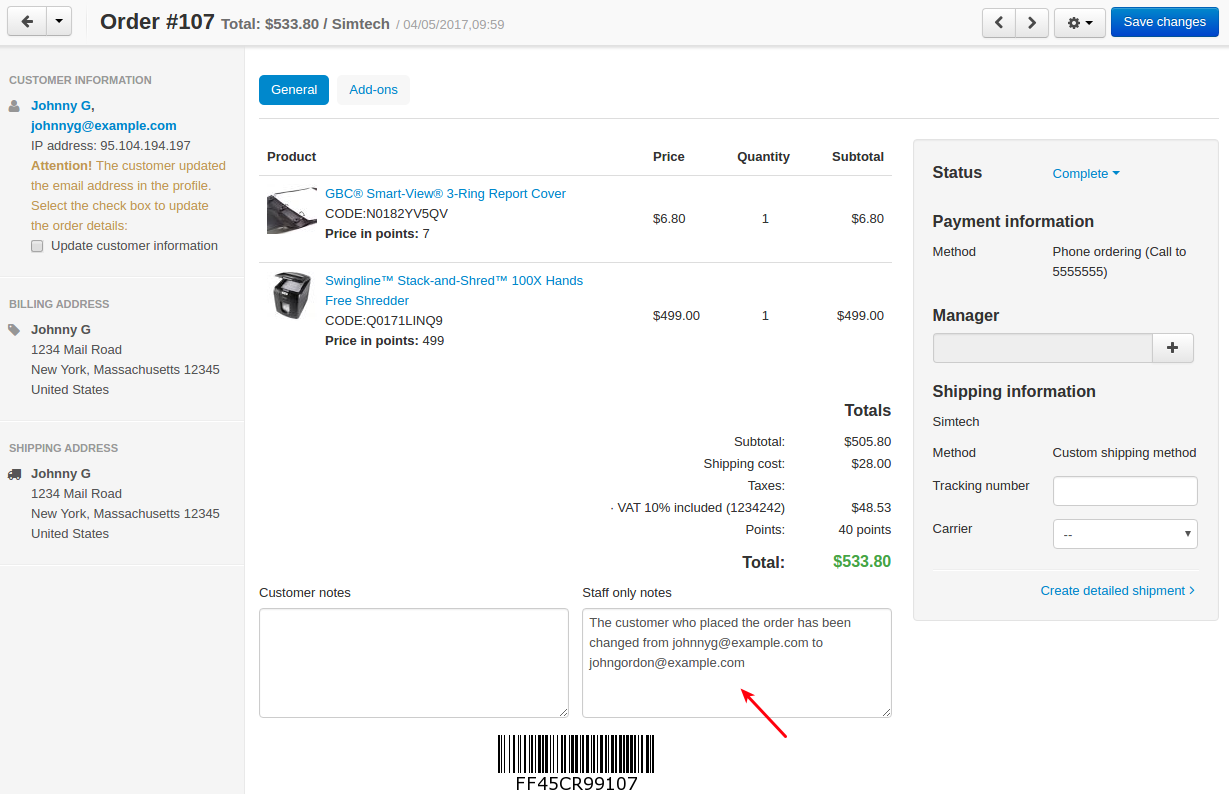 Order #107 Total: $533.80 / Simtech / 04/05/2017,09:59
Save changes
CUSTOMER INFORMATION
Johnny G,
johnnyg@example.com
IP address: 95.104.194.197
Attention! The customer updated
the email address in the profile.
Select the check box to update
the order details:
Update customer information
BILLING ADDRESS
Johnny G
1234 Mail Road
New York, Massachusetts 12345
United States
SHIPPING ADDRESS
Johnny G
1234 Mail Road
New York, Massachusetts 12345
United States
General Add-ons
Product Price Quantity Subtotal
GBC® Smart-View® 3-Ring Report Cover
CODE:N0182YV5QV
$6.80 1 $6.80
Price in points: 7
Swingline™ Stack-and-Shred™ 100X Hands
Free Shredder
$499.00 1 $499.00
CODE:Q0171LINQ9
Price in points: 499
Totals
Subtotal: $505.80
Shipping cost: $28.00
Taxes:
· VAT 10% included (1234242) $48.53
Points: 40 points
Total: $533.80
Customer notes
Staff only notes
The customer who placed the order has been
changed from johnnyg@example.com to
johngordon@example.com
FF45CR99107
Status Complete
Payment information
Method Phone ordering (Call to
5555555)
Manager
Shipping information
Simtech
Method Custom shipping method
Tracking number
Carrier --
Create detailed shipment